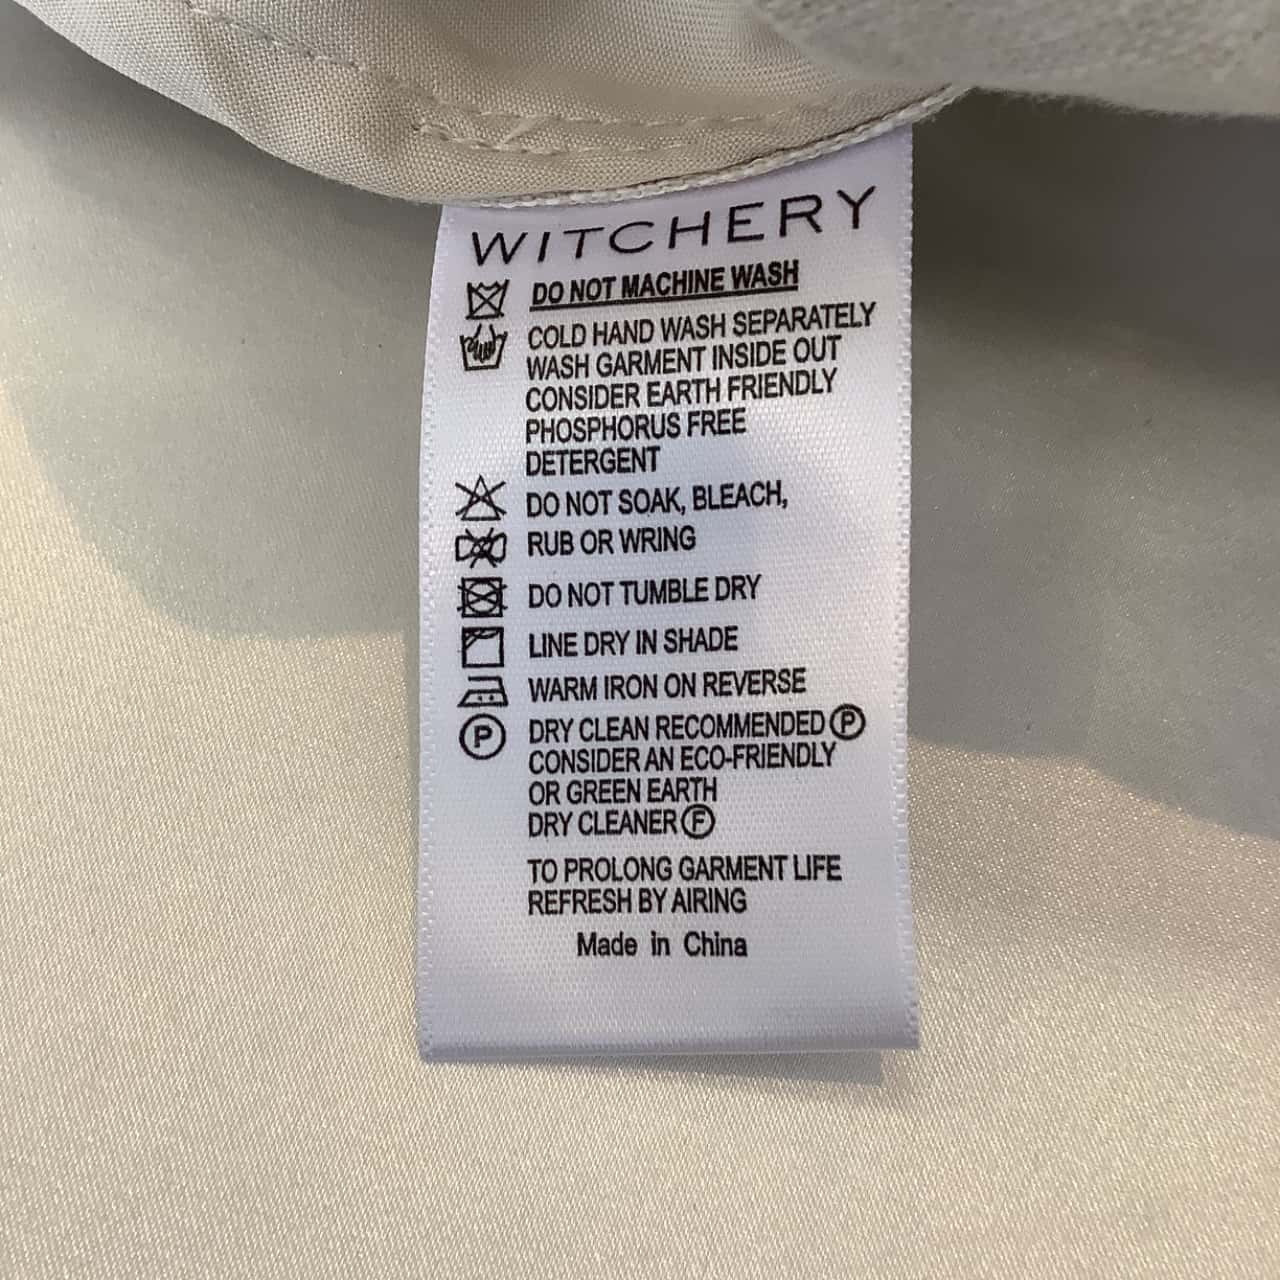 WITCHERY
DO NOT MACHINE WASH
COLD HAND WASH SEPARATELY
WASH GARMENT INSIDE OUT
CONSIDER EARTH FRIENDLY
PHOSPHORUS FREE
DETERGENT
DO NOT SOAK, BLEACH,
RUB OR WRING
DO NOT TUMBLE DRY
LINE DRY IN SHADE
WARM IRON ON REVERSE
P DRY CLEAN RECOMMENDED P
CONSIDER AN ECO-FRIENDLY
OR GREEN EARTH
DRY CLEANER F
TO PROLONG GARMENT LIFE
REFRESH BY AIRING
Made in China